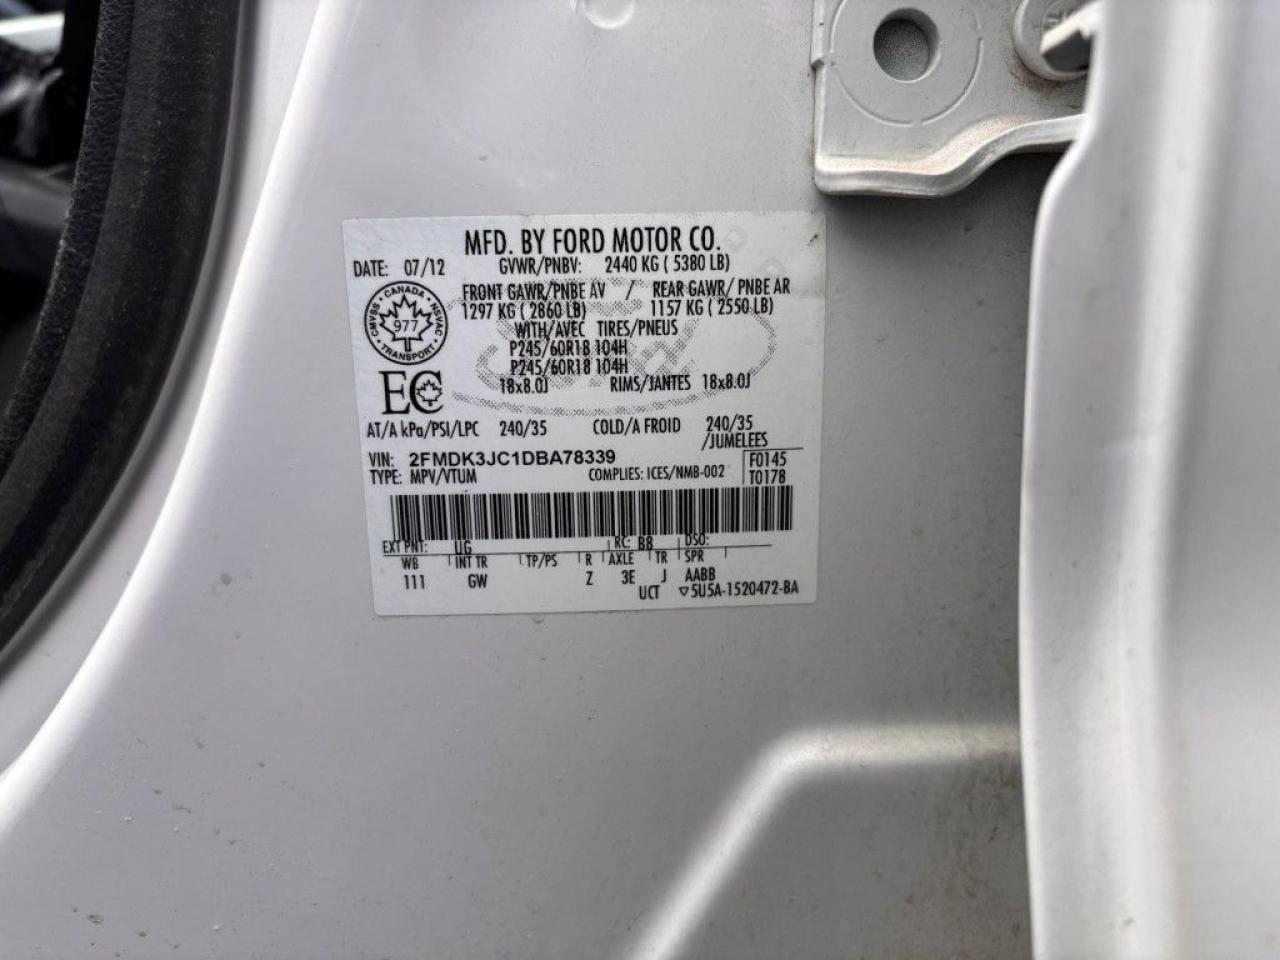 MFD. BY FORD MOTOR CO.
DATE: 07/12 GVWR/PNBV: 2440 KG ( 5380 LB)
FRONT GAWR/PNBE AV / REAR GAWR/ PNBE AR
1297 KG ( 2860 LB) 1157 KG ( 2550 LB)
WITH/AVEC TIRES/PNEUS
P245/60R18 104H
P245/60R18 104H
18x8.0J RIMS/JANTES 18x8.0J
CANADA
CMVSS NSVAC
977
TRANSPORT
EC
AT/A kPa/PSI/LPC 240/35 COLD/A FROID 240/35
/JUMELEES
VIN: 2FMDK3JC1DBA78339 F0145
TYPE: MPV/VTUM COMPLIES: ICES/NMB-002 T0178
EXT PNT: UG RC: BB DSO:
WB INT TR TP/PS R AXLE TR SPR
111 GW Z 3E J AABB
UCT ▽5U5A-1520472-BA